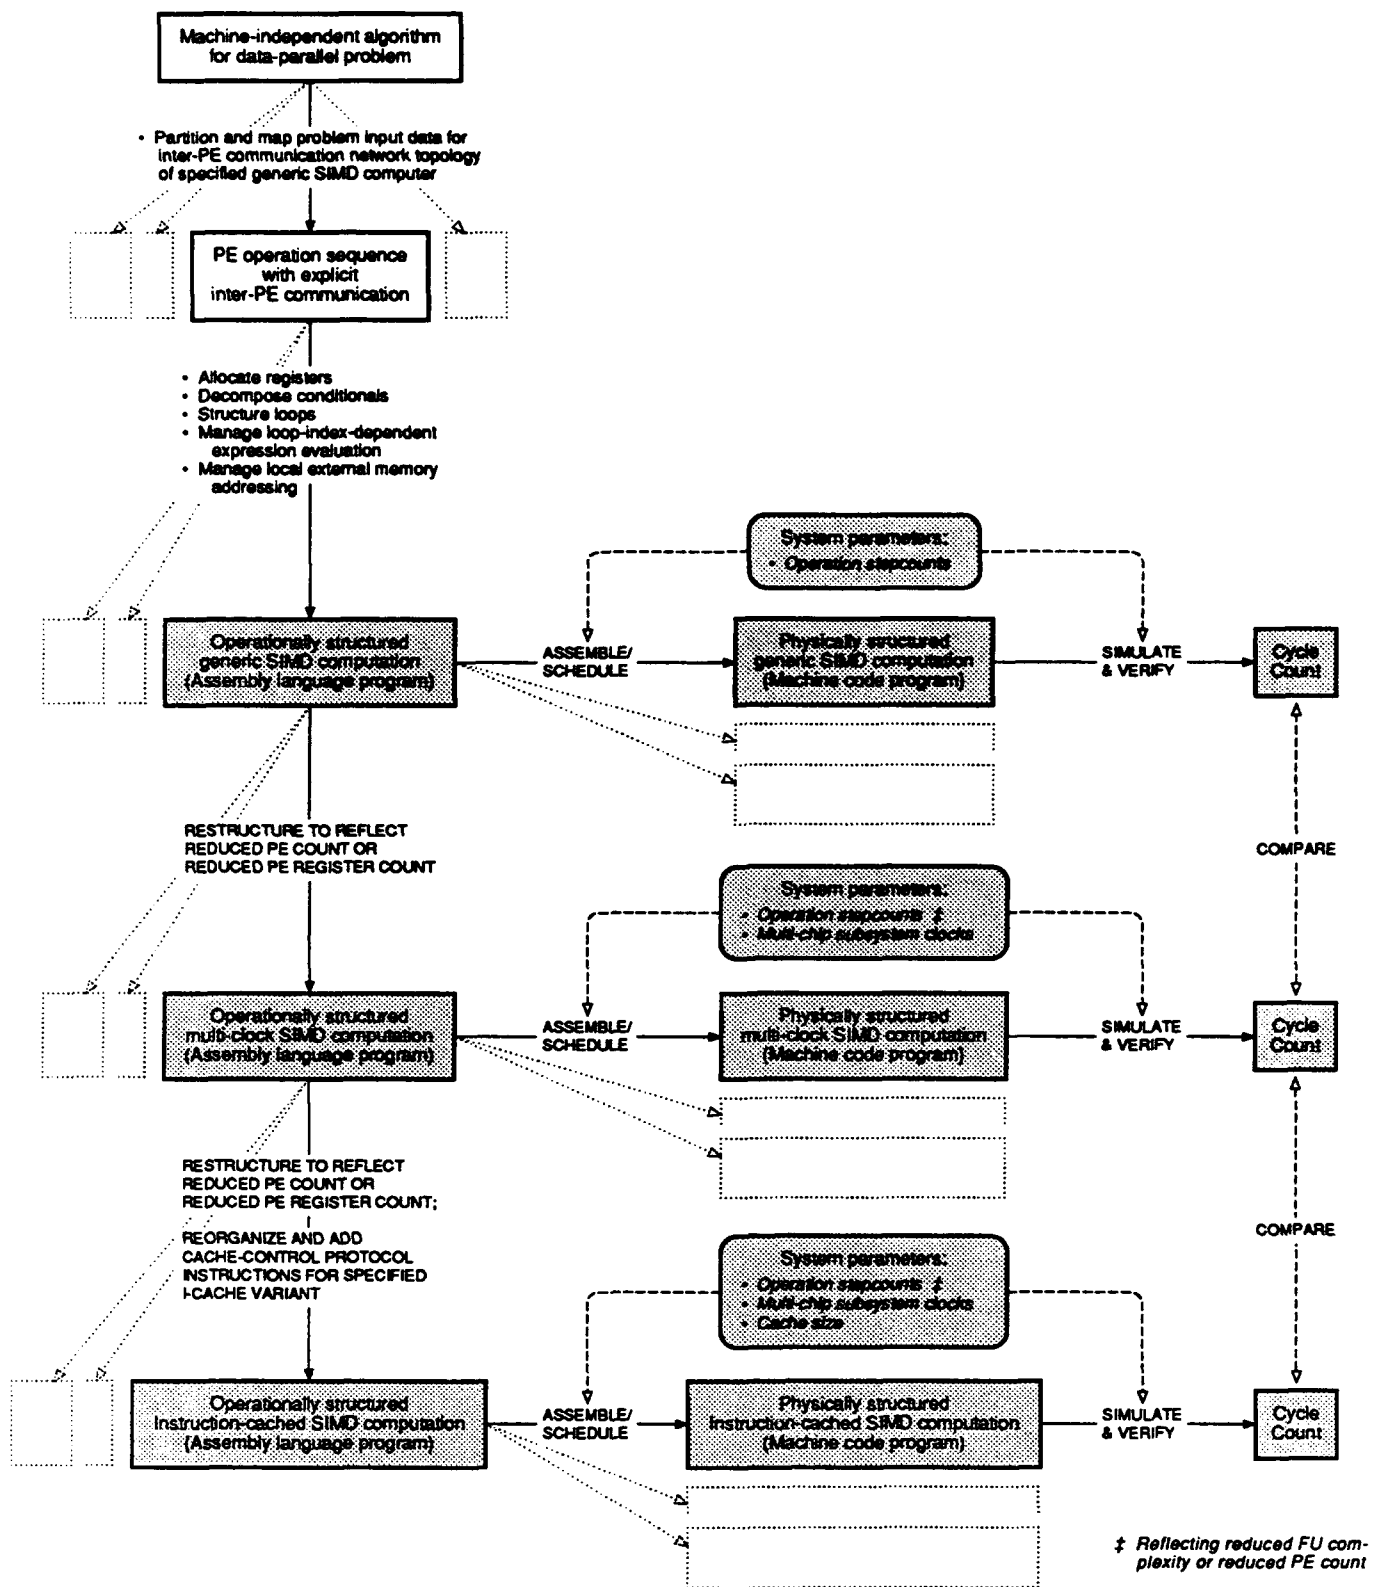 Machine-independent algorithm
for data-parallel problem
• Partition and map problem input data for
inter-PE communication network topology
of specified generic SIMD computer
PE operation sequence
with explicit
inter-PE communication
• Allocate registers
• Decompose conditionals
• Structure loops
• Manage loop-index-dependent
expression evaluation
• Manage local external memory
addressing
System parameters:
• Operation stepcounts
Operationally structured
generic SIMD computation
(Assembly language program)
ASSEMBLE/
SCHEDULE
Physically structured
generic SIMD computation
(Machine code program)
SIMULATE
& VERIFY
Cycle
Count
RESTRUCTURE TO REFLECT
REDUCED PE COUNT OR
REDUCED PE REGISTER COUNT
COMPARE
System parameters:
• Operation stepcounts ‡
• Multi-chip subsystem clocks
Operationally structured
multi-clock SIMD computation
(Assembly language program)
ASSEMBLE/
SCHEDULE
Physically structured
multi-clock SIMD computation
(Machine code program)
SIMULATE
& VERIFY
Cycle
Count
RESTRUCTURE TO REFLECT
REDUCED PE COUNT OR
REDUCED PE REGISTER COUNT;
REORGANIZE AND ADD
CACHE-CONTROL PROTOCOL
INSTRUCTIONS FOR SPECIFIED
I-CACHE VARIANT
COMPARE
System parameters:
• Operation stepcounts ‡
• Multi-chip subsystem clocks
• Cache size
Operationally structured
Instruction-cached SIMD computation
(Assembly language program)
ASSEMBLE/
SCHEDULE
Physically structured
Instruction-cached SIMD computation
(Machine code program)
SIMULATE
& VERIFY
Cycle
Count
‡ Reflecting reduced FU com-
plexity or reduced PE count